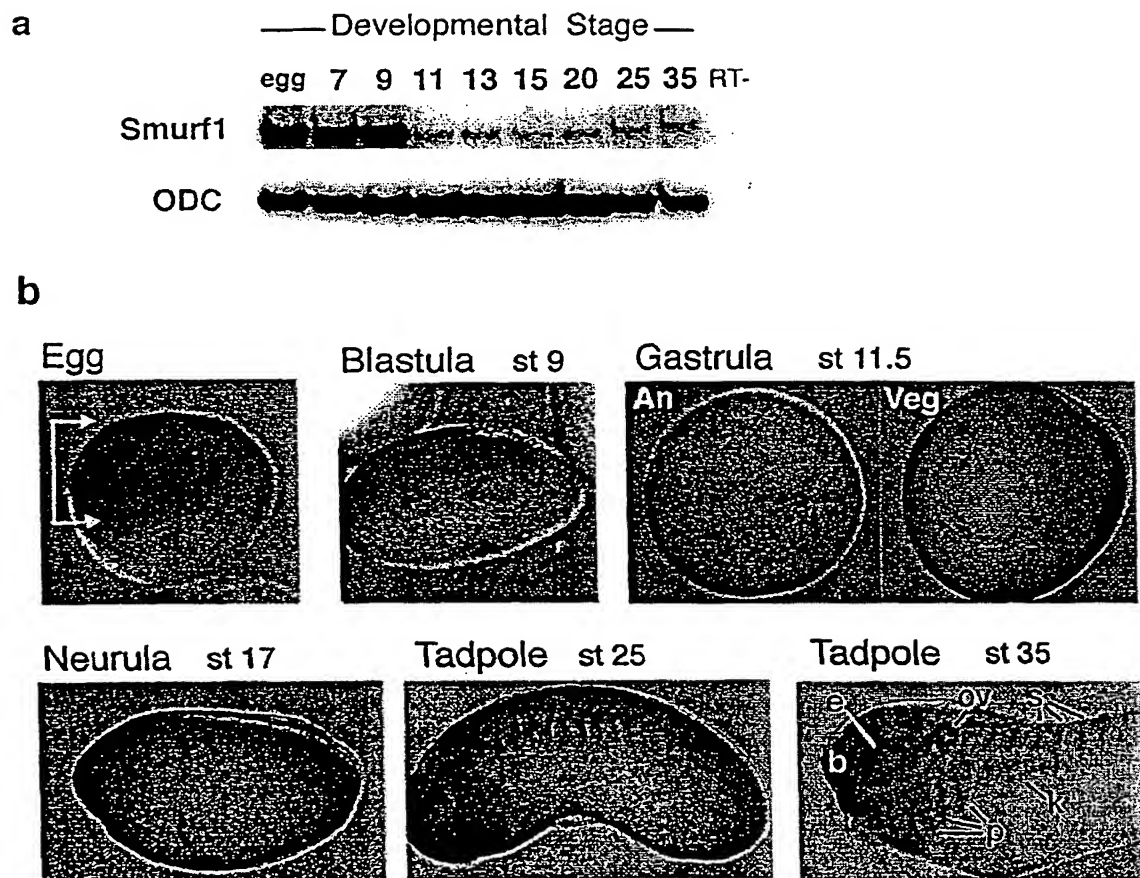 a
Developmental Stage
egg 7 9 11 13 15 20 25 35 RT-
Smurf1
ODC
b
Egg
Blastula st 9
Gastrula st 11.5
An
Veg
Neurula st 17
Tadpole st 25
Tadpole st 35
e
ov
s
b
k
p